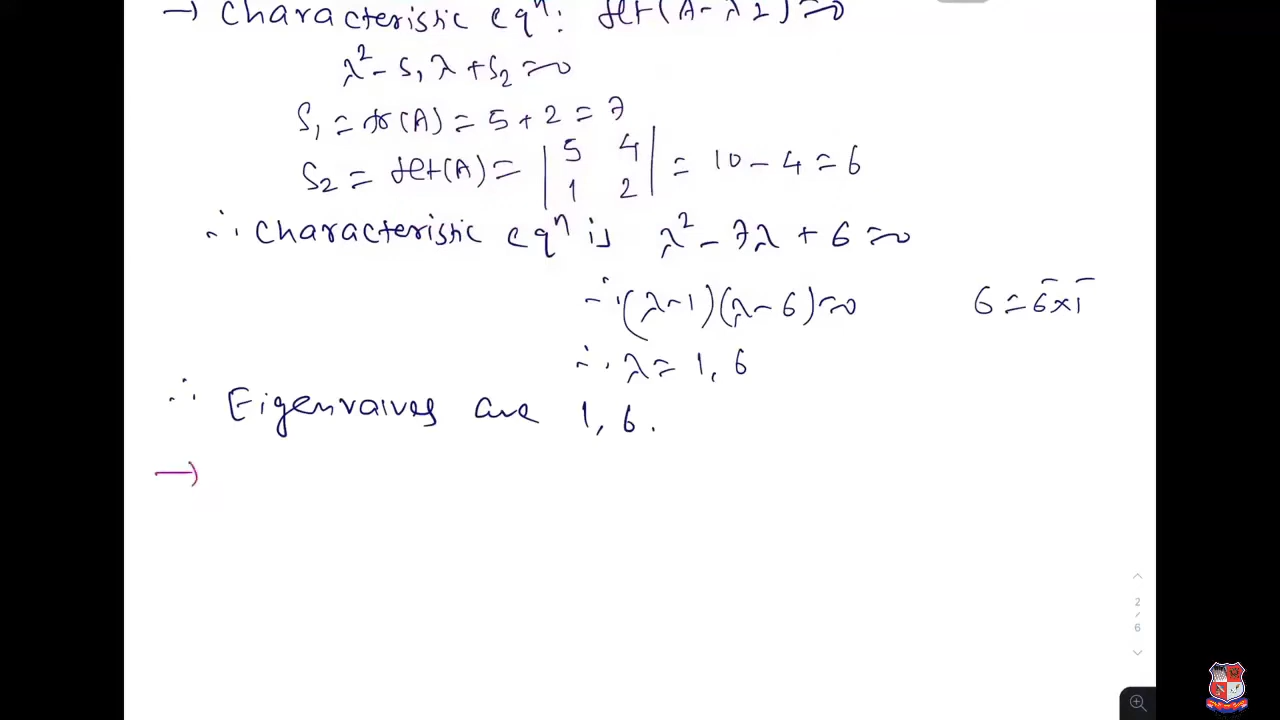 → Characteristic eqⁿ: det(A-λI)=0
λ² - S₁λ + S₂ = 0
S₁ = tr(A) = 5 + 2 = 7
S₂ = det(A) = |5 4| = 10 - 4 = 6
|1 2|
∴ Characteristic eqⁿ is λ² - 7λ + 6 = 0
∴ (λ-1)(λ-6) = 0 6 = 6̄×1̄
∴ λ = 1, 6
∴ Eigenvalues are 1, 6.
→
2
/
6